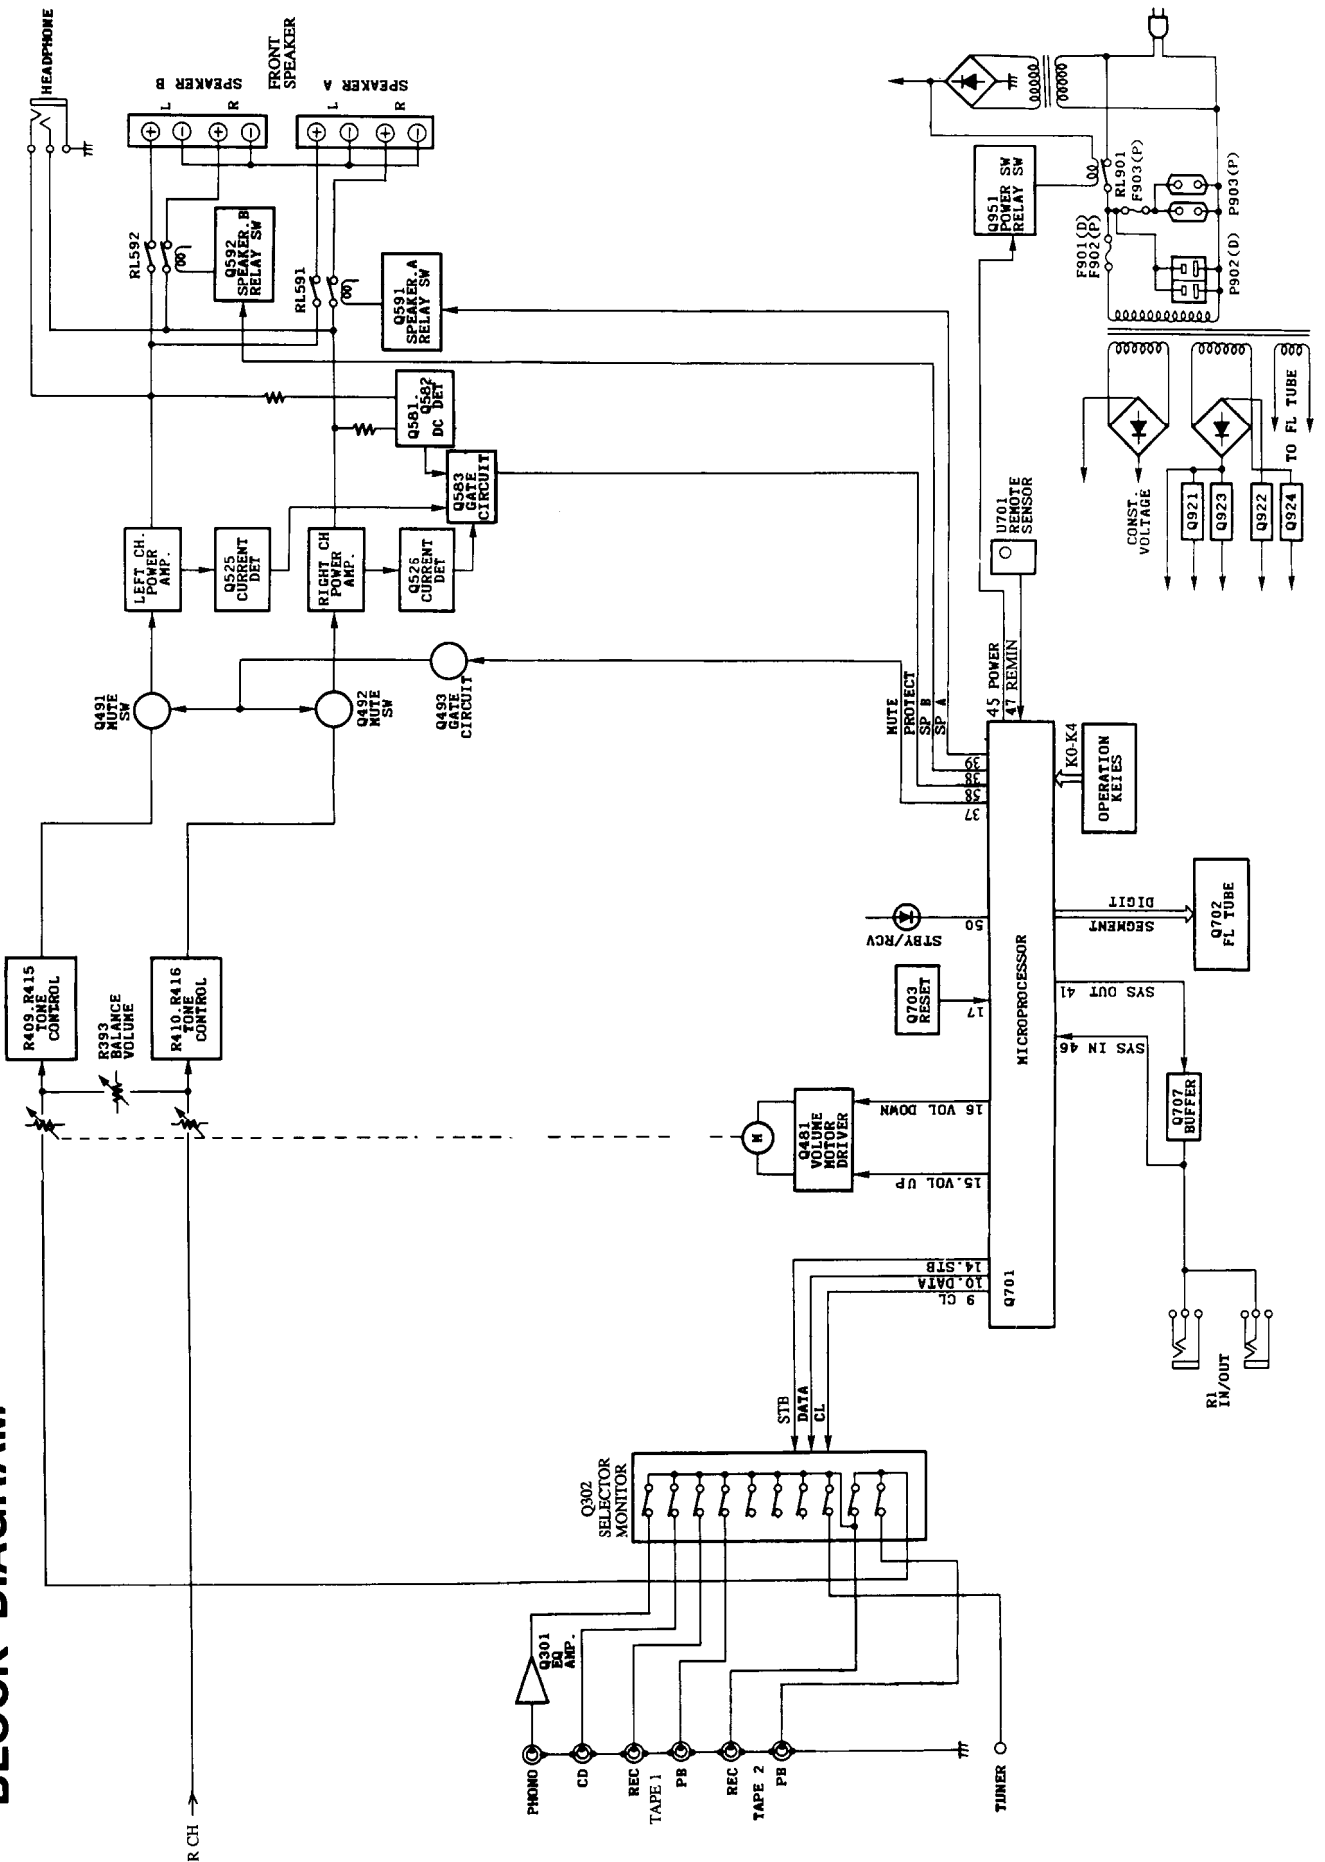 BLOCK DIAGRAM
R CH
PHONO
CD
REC
TAPE 1
PB
REC
TAPE 2
PB
TUNER
Q301
EQ
AMP.
Q302
SELECTOR
MONITOR
STB
DATA
CL
R409.R415
TONE
CONTROL
R393
BALANCE
VOLUME
R410.R416
TONE
CONTROL
M
Q481
VOLUME
MOTOR
DRIVER
14.STB
10.DATA
9 CL
15.VOL UP
16 VOL DOWN
Q701
MICROPROCESSOR
Q703
RESET
17
STBY/RCV
50
SYS IN 46
SYS OUT 41
Q707
BUFFER
R1
IN/OUT
SEGMENT
DIGIT
Q702
FL TUBE
OPERATION
KEIES
K0-K4
37
58
38
39
MUTE
PROTECT
SP B
SP A
45 POWER
47 REMIN
U701
REMOTE
SENSOR
Q491
MUTE
SW
Q492
MUTE
SW
Q493
GATE
CIRCUIT
LEFT CH.
POWER
AMP.
Q525
CURRENT
DET
RIGHT CH
POWER
AMP.
Q526
CURRENT
DET
Q583
GATE
CIRCUIT
Q581.
Q582
DC DET
RL592
Q592
SPEAKER.B
RELAY SW
RL591
Q591
SPEAKER.A
RELAY SW
HEADPHONE
SPEAKER B
L
R
FRONT
SPEAKER
SPEAKER A
L
R
+
-
+
-
+
-
+
-
Q951
POWER SW
RELAY SW
RL901
F903(P)
F901(D)
F902(P)
P903(P)
P902(D)
CONST.
VOLTAGE
Q921
Q923
Q922
Q924
TO FL TUBE